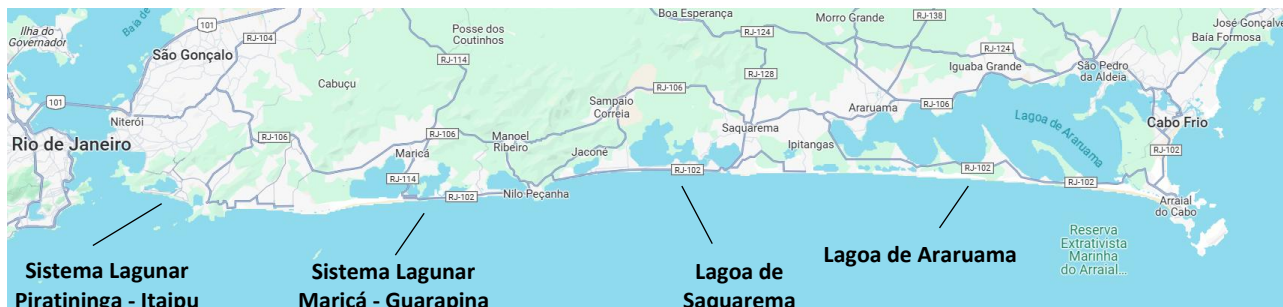 Ilha do
Governador
Baia de
101
São Gonçalo
RJ-104
Posse dos
Coutinhos
RJ-114
Cabuçu
Boa Esperança
RJ-124
Morro Grande
RJ-138
José Gonçalve
Baía Formosa
RJ-124
Iguaba Grande
São Pedro
da Aldeia
RJ-128
101
Niterói
Rio de Janeiro
RJ-106
RJ-106
Sampaio
Correia
RJ-106
Araruama
RJ-106
Lagoa de Araruama
Cabo Frio
Maricá
Manoel
Ribeiro
Jaconé
Saquarema
Ipitangas
RJ-102
RJ-114
RJ-102
Nilo Peçanha
RJ-102
RJ-102
RJ-102
Arraial
do Cabo
Reserva
Extrativista
Marinha
do Arraial...
Sistema Lagunar
Piratininga - Itaipu
Sistema Lagunar
Maricá - Guarapina
Lagoa de
Saquarema
Lagoa de Araruama